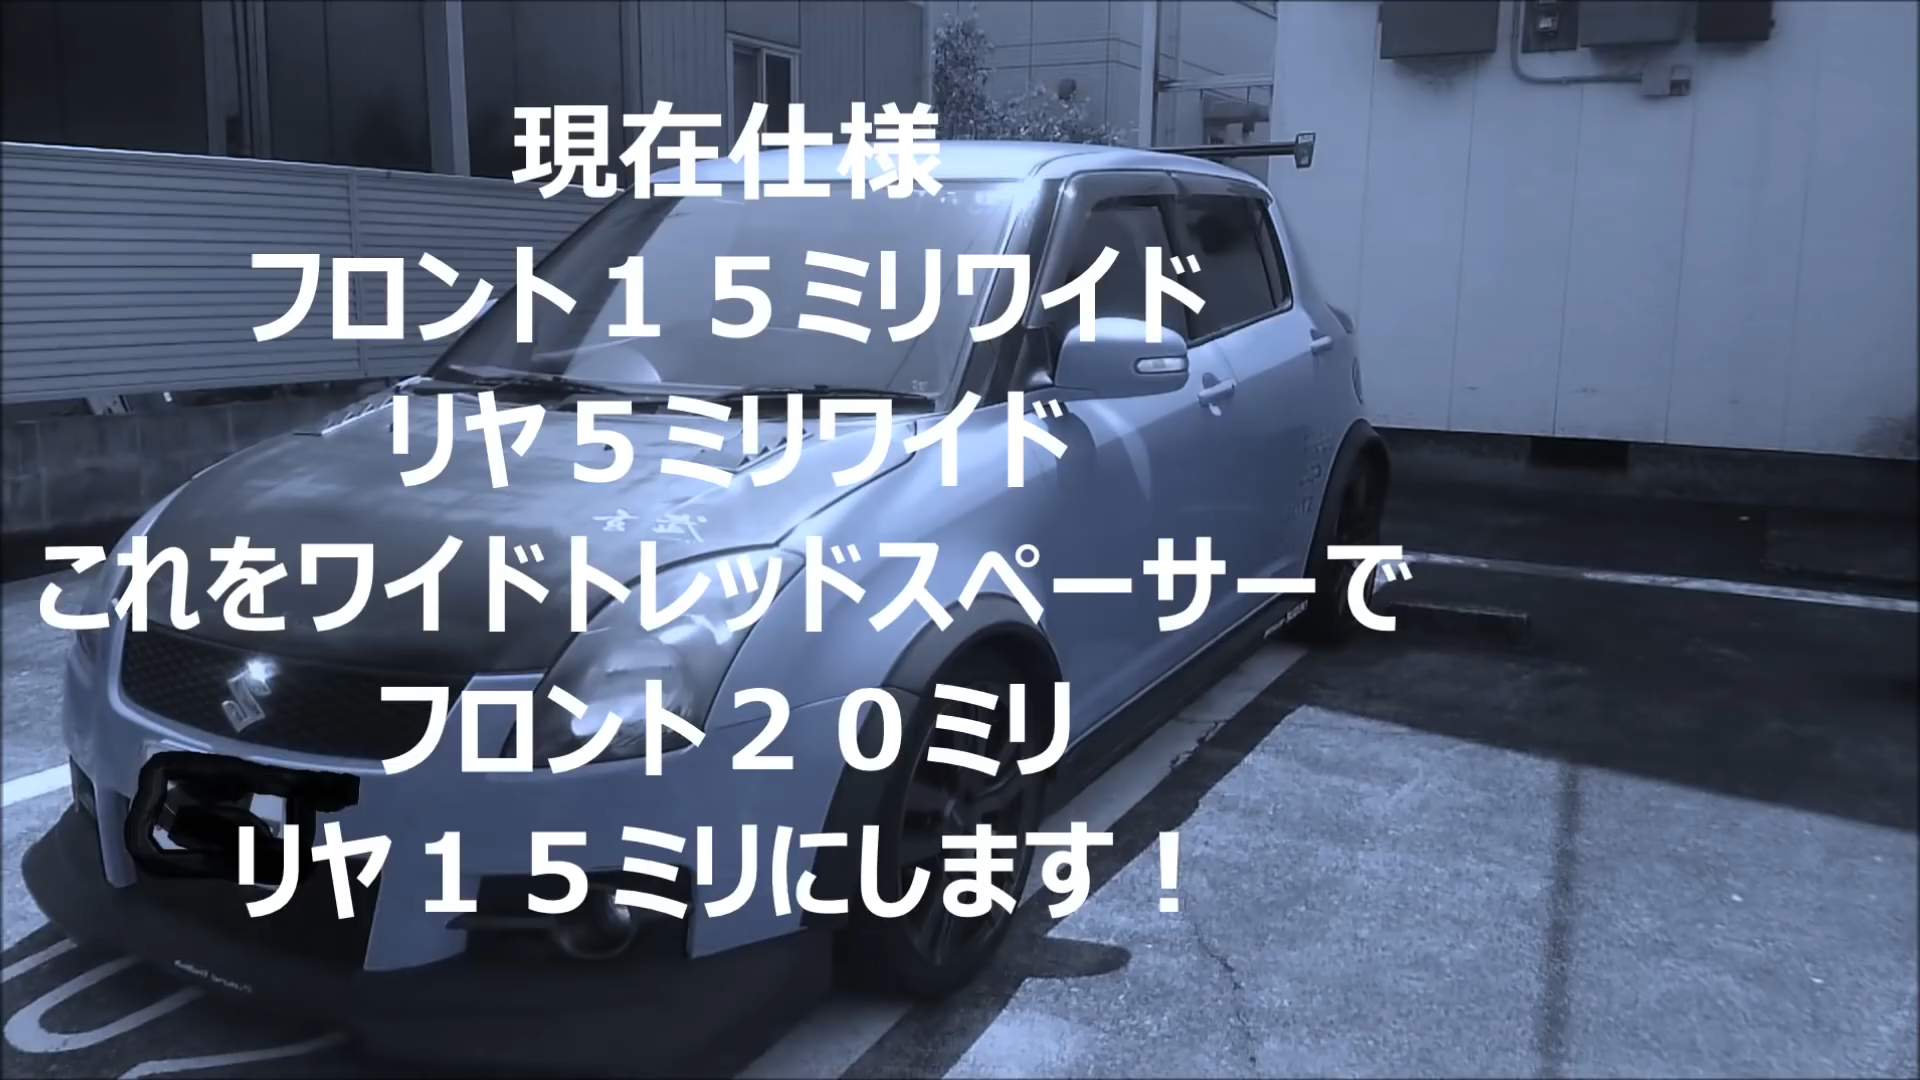 現在仕様
フロント１５ミリワイド
リヤ５ミリワイド
玄武
これをワイドトレッドスペーサーで
フロント２０ミリ
リヤ１５ミリにします！